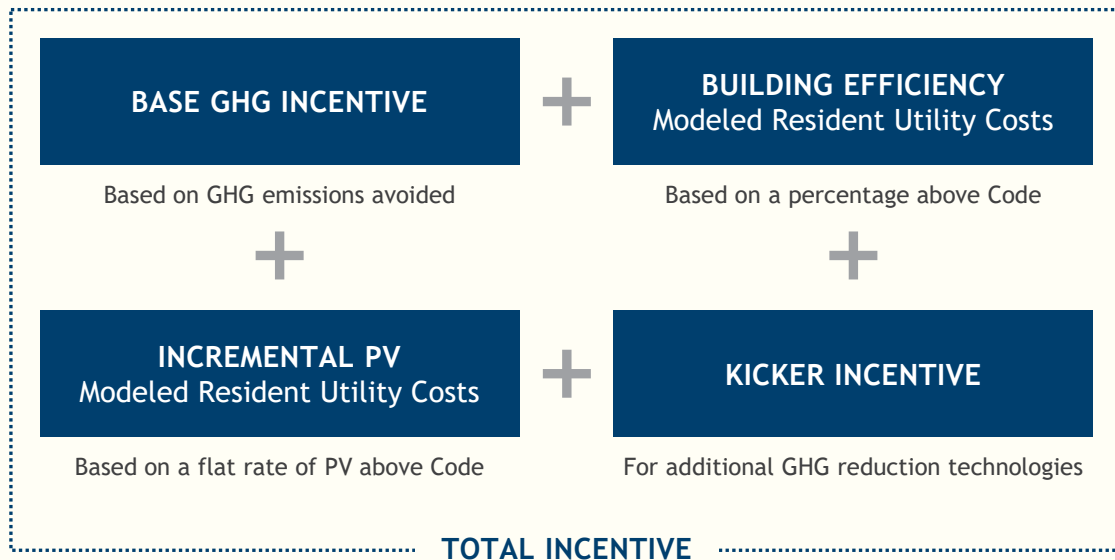 BASE GHG INCENTIVE
Based on GHG emissions avoided
+
BUILDING EFFICIENCY
Modeled Resident Utility Costs
Based on a percentage above Code
+
+
INCREMENTAL PV
Modeled Resident Utility Costs
Based on a flat rate of PV above Code
+
KICKER INCENTIVE
For additional GHG reduction technologies
TOTAL INCENTIVE